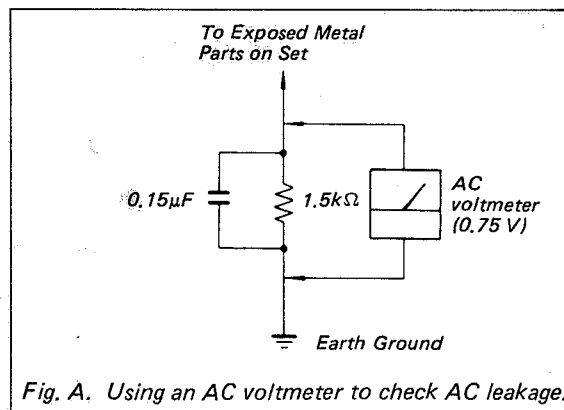 To Exposed Metal
Parts on Set
0.15μF
1.5kΩ
AC
voltmeter
(0.75 V)
Earth Ground
Fig. A. Using an AC voltmeter to check AC leakage.